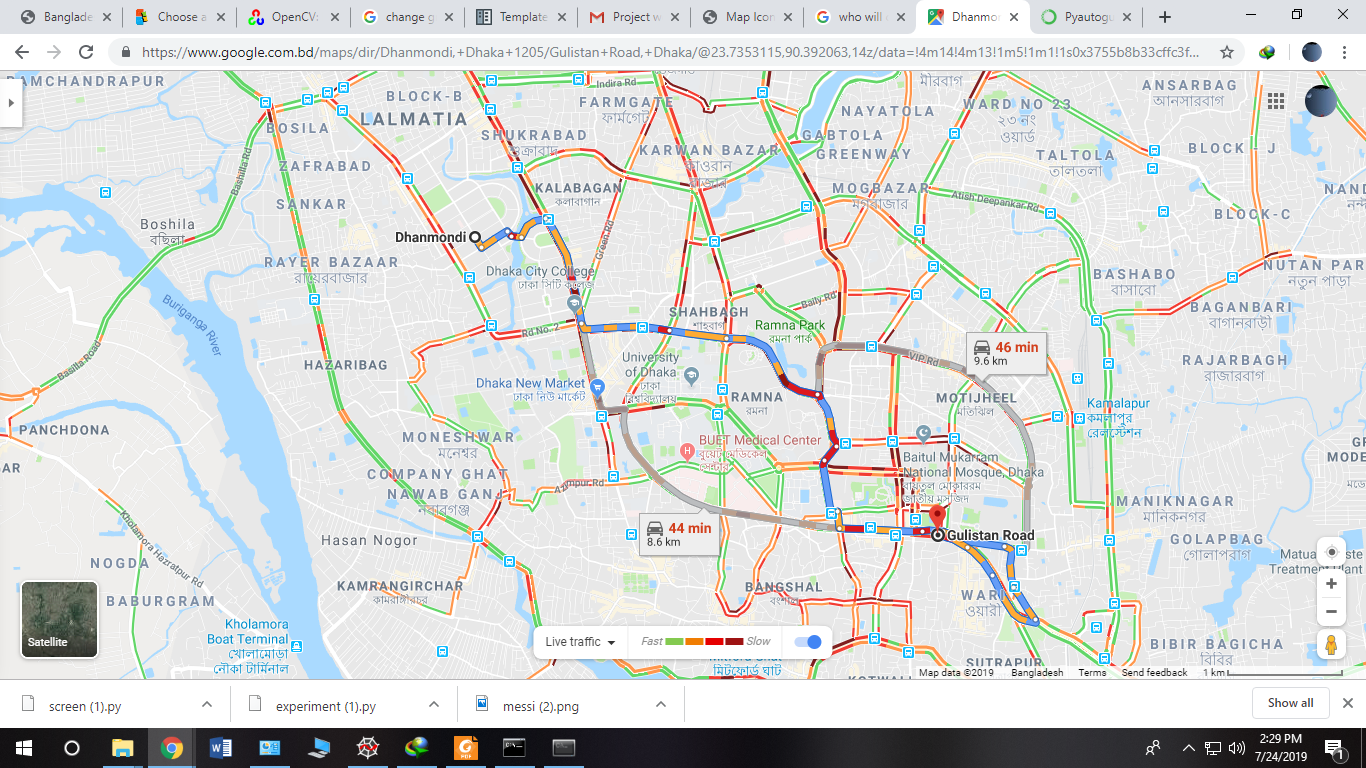 Banglade
Choose a
OpenCV:
change g
Template
Project w
Map Icon
who will
Dhanmo
Pyautogu
https://www.google.com.bd/maps/dir/Dhanmondi,+Dhaka+1205/Gulistan+Road,+Dhaka/@23.7353115,90.392063,14z/data=!4m14!4m13!1m5!1m1!1s0x3755b8b33cffc3f...
RAMCHANDRAPUR
BLOCK-B
LALMATIA
BOSILA
ZAFRABAD
SANKAR
SHUKRABAD
Indira Rd
FARMGATE
ফার্মগেট
KARWAN BAZAR
কাওরান
বাজার
মীরবাগ
NAYATOLA
GABTOLA
GREENWAY
WARD NO 23
২৩ নং
ওয়ার্ড
ANSARBAG
আনসারবাগ
TALTOLA
তালতলা
BLOCK - J
BLOCK-C
MOGBAZAR
মগবাজার
Atish Deepankar Rd
Bashilla Rd
Boshila
বছিলা
KALABAGAN
কলাবাগান
Dhanmondi
Green Rd
RAYER BAZAAR
রায়েরবাজার
Dhaka City College
ঢাকা সিটি কলেজ
Buriganga River
BASHABO
বাসাবো
NUTAN PAR
নতুন পাড়া
BAGANBARI
বাগানবাড়ী
Rd No. 2
SHAHBAGH
শাহবাগ
Baily Rd
Ramna Park
রমনা পার্ক
46 min
9.6 km
VIP Rd
RAJARBAGH
রাজারবাগ
Basilla Road
HAZARIBAG
University
of Dhaka
ঢাকা
বিশ্ববিদ্যালয়
Dhaka New Market
ঢাকা নিউ মার্কেট
RAMNA
রমনা
MOTIJHEEL
মতিঝিল
Kamalapur
কমলাপুর
রেলস্টেশন
PANCHDONA
MONESHWAR
মনেশ্বর
BUET Medical Center
বুয়েট মেডিকেল
সেন্টার
Baitul Mukarram
National Mosque, Dhaka
বায়তুল মোকাররম
জাতীয় মসজিদ
COMPANY GHAT
NAWAB GANJ
নবাবগঞ্জ
Azimpur Rd
MANIKNAGAR
মানিকনগর
Kholamora Hazratpur Rd
Hasan Nogor
44 min
8.6 km
Gulistan Road
GOLAPBAG
গোলাপবাগ
NOGDA
BABURGRAM
KAMRANGIRCHAR
কামরাঙ্গীরচর
BANGSHAL
বংশাল
WARI
ওয়ারী
Treatment Plant
Satellite
Kholamora
Boat Terminal
খোলামোরা
নৌকা টার্মিনাল
Live traffic
Fast
Slow
মিটফোর্ড ঘাট
KOTWALI
SUTRAPUR
BIBIR BAGICHA
বিবির
Map data ©2019 Bangladesh Terms Send feedback 1 km
screen (1).py
experiment (1).py
messi (2).png
Show all
2:29 PM
7/24/2019
1